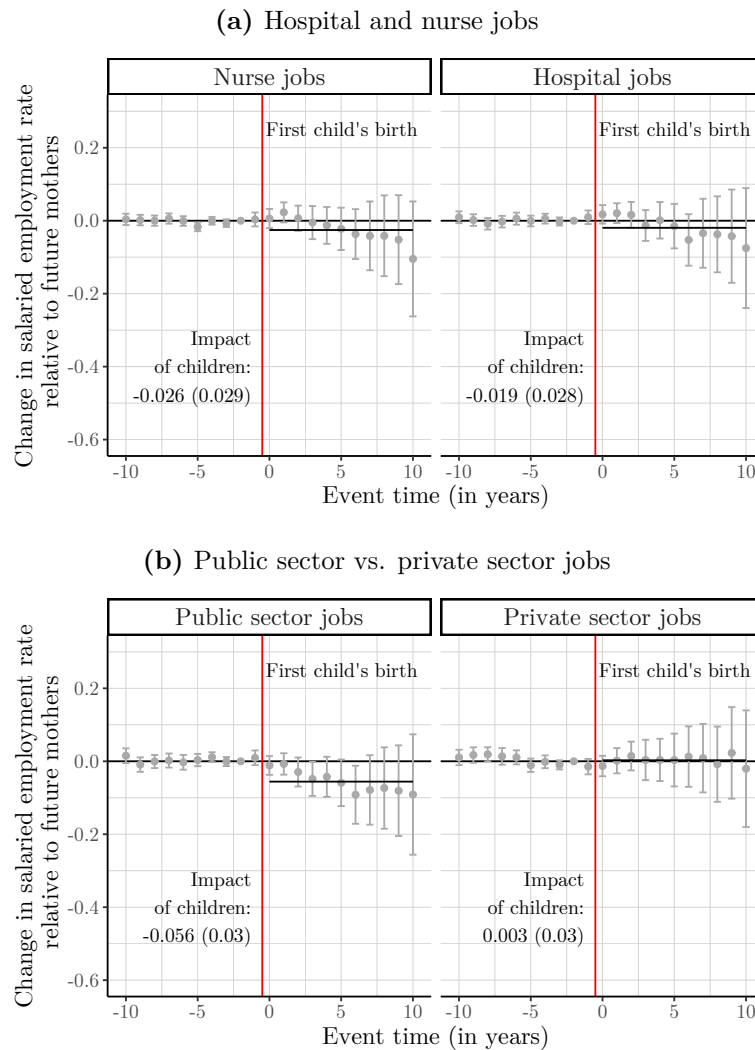 (a) Hospital and nurse jobs
Nurse jobs
Hospital jobs
Change in salaried employment rate
relative to future mothers
0.2
0.0
-0.2
-0.4
-0.6
First child's birth
First child's birth
Impact
of children:
-0.026 (0.029)
Impact
of children:
-0.019 (0.028)
-10 -5 0 5 10
-10 -5 0 5 10
Event time (in years)
(b) Public sector vs. private sector jobs
Public sector jobs
Private sector jobs
Change in salaried employment rate
relative to future mothers
0.2
0.0
-0.2
-0.4
-0.6
First child's birth
First child's birth
Impact
of children:
-0.056 (0.03)
Impact
of children:
0.003 (0.03)
-10 -5 0 5 10
-10 -5 0 5 10
Event time (in years)